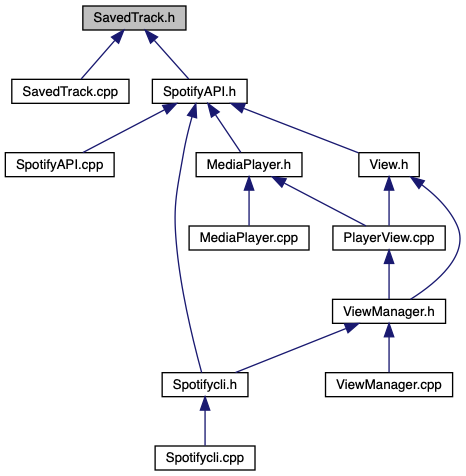 SavedTrack.h
SavedTrack.cpp
SpotifyAPI.h
SpotifyAPI.cpp
MediaPlayer.h
View.h
MediaPlayer.cpp
PlayerView.cpp
ViewManager.h
Spotifycli.h
ViewManager.cpp
Spotifycli.cpp